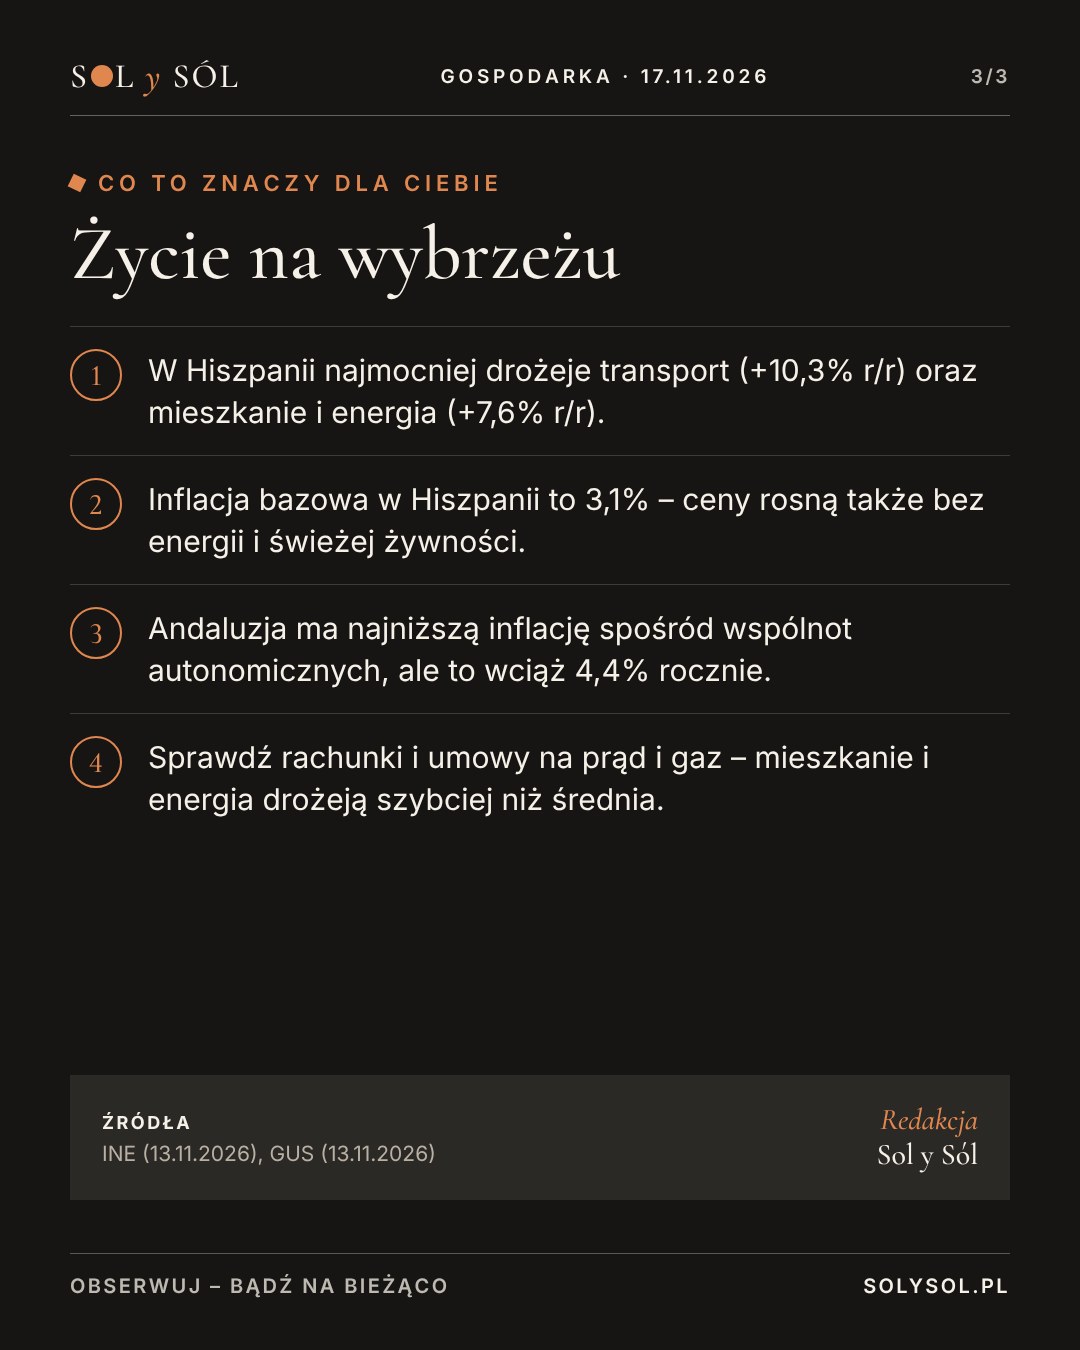 SOL y SÓL
GOSPODARKA · 17.11.2026
3/3
CO TO ZNACZY DLA CIEBIE
Życie na wybrzeżu
1
W Hiszpanii najmocniej drożeje transport (+10,3% r/r) oraz
mieszkanie i energia (+7,6% r/r).
2
Inflacja bazowa w Hiszpanii to 3,1% – ceny rosną także bez
energii i świeżej żywności.
3
Andaluzja ma najniższą inflację spośród wspólnot
autonomicznych, ale to wciąż 4,4% rocznie.
4
Sprawdź rachunki i umowy na prąd i gaz – mieszkanie i
energia drożeją szybciej niż średnia.
ŹRÓDŁA
INE (13.11.2026), GUS (13.11.2026)
Redakcja
Sol y Sól
OBSERWUJ – BĄDŹ NA BIEŻĄCO
SOLYSOL.PL